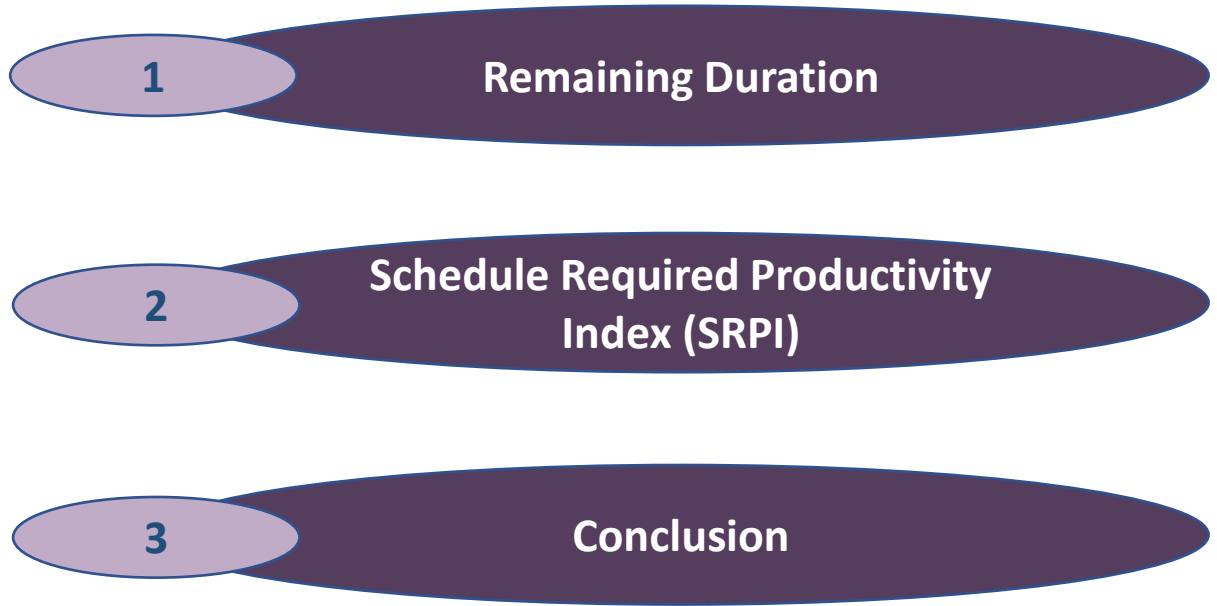 1
Remaining Duration
2
Schedule Required Productivity
Index (SRPI)
3
Conclusion